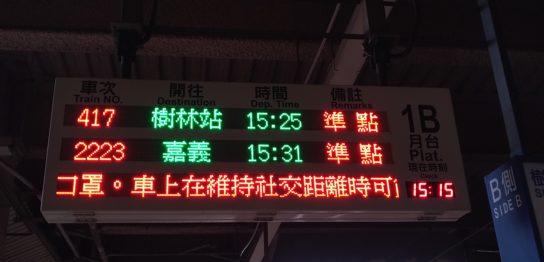 車次 開往 時間 備註
Train NO. Destination Dep. Time Remarks
417 樹林站 15:25 準點
2223 嘉義 15:31 準點
口罩。車上在維持社交距離時可
1B
月台
Plat.
現在時刻
Clock
15:15
B側
SIDE B